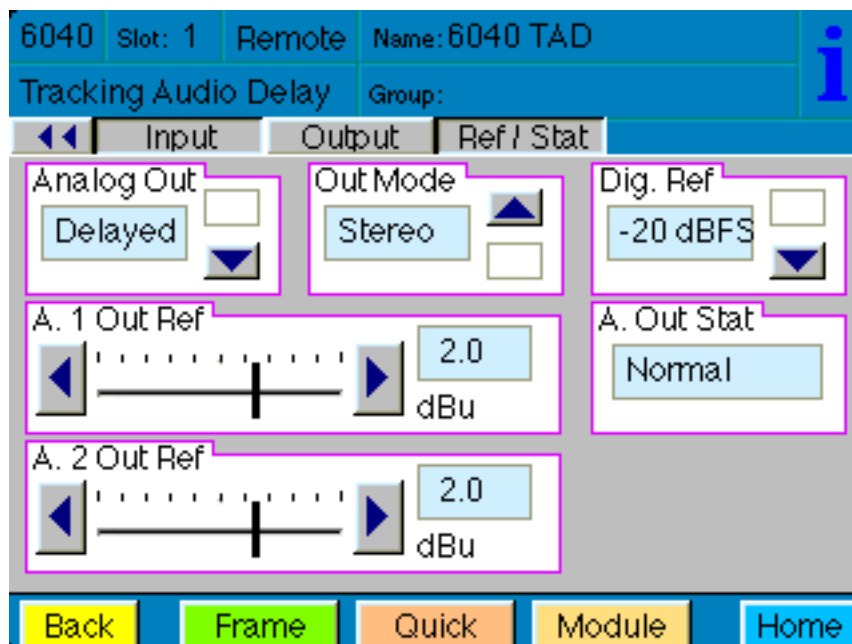 6040 Slot: 1 Remote Name: 6040 TAD
i
Tracking Audio Delay Group:
Input Output Ref / Stat
Analog Out
Delayed
Out Mode
Stereo
Dig. Ref
-20 dBFS
A. 1 Out Ref
2.0
dBu
A. Out Stat
Normal
A. 2 Out Ref
2.0
dBu
Back Frame Quick Module Home